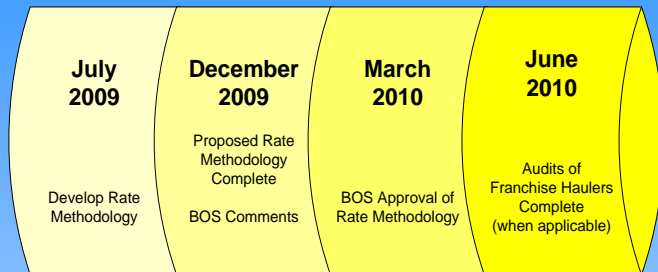 July
2009
Develop Rate
Methodology
December
2009
Proposed Rate
Methodology
Complete
BOS Comments
March
2010
BOS Approval of
Rate Methodology
June
2010
Audits of
Franchise Haulers
Complete
(when applicable)